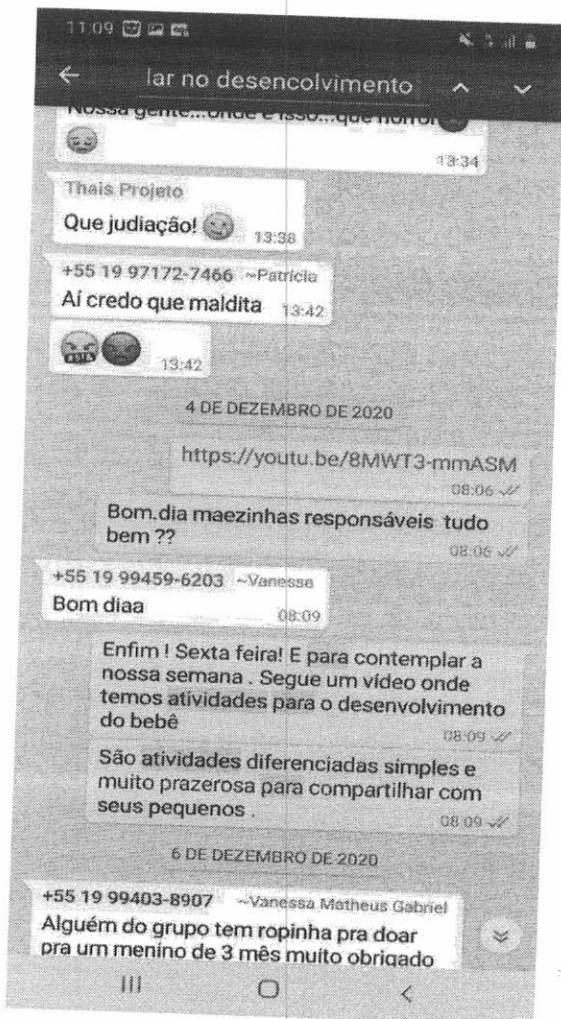 11:09
lar no desencolvimento
Nossa gente...onde é isso...que horror
13:34
Thais Projeto
Que judiação!
13:38
+55 19 97172-7466 ~Patricia
Aí credo que maldita 13:42
13:42
4 DE DEZEMBRO DE 2020
https://youtu.be/8MWT3-mmASM
08:06
Bom.dia maezinhas responsáveis tudo
bem ??
08:06
+55 19 99459-6203 ~Vanessa
Bom diaa
08:09
Enfim ! Sexta feira! E para contemplar a
nossa semana . Segue um vídeo onde
temos atividades para o desenvolvimento
do bebê
08:09
São atividades diferenciadas simples e
muito prazerosa para compartilhar com
seus pequenos .
08:09
6 DE DEZEMBRO DE 2020
+55 19 99403-8907 ~Vanessa Matheus Gabriel
Alguém do grupo tem ropinha pra doar
pra um menino de 3 mês muito obrigado